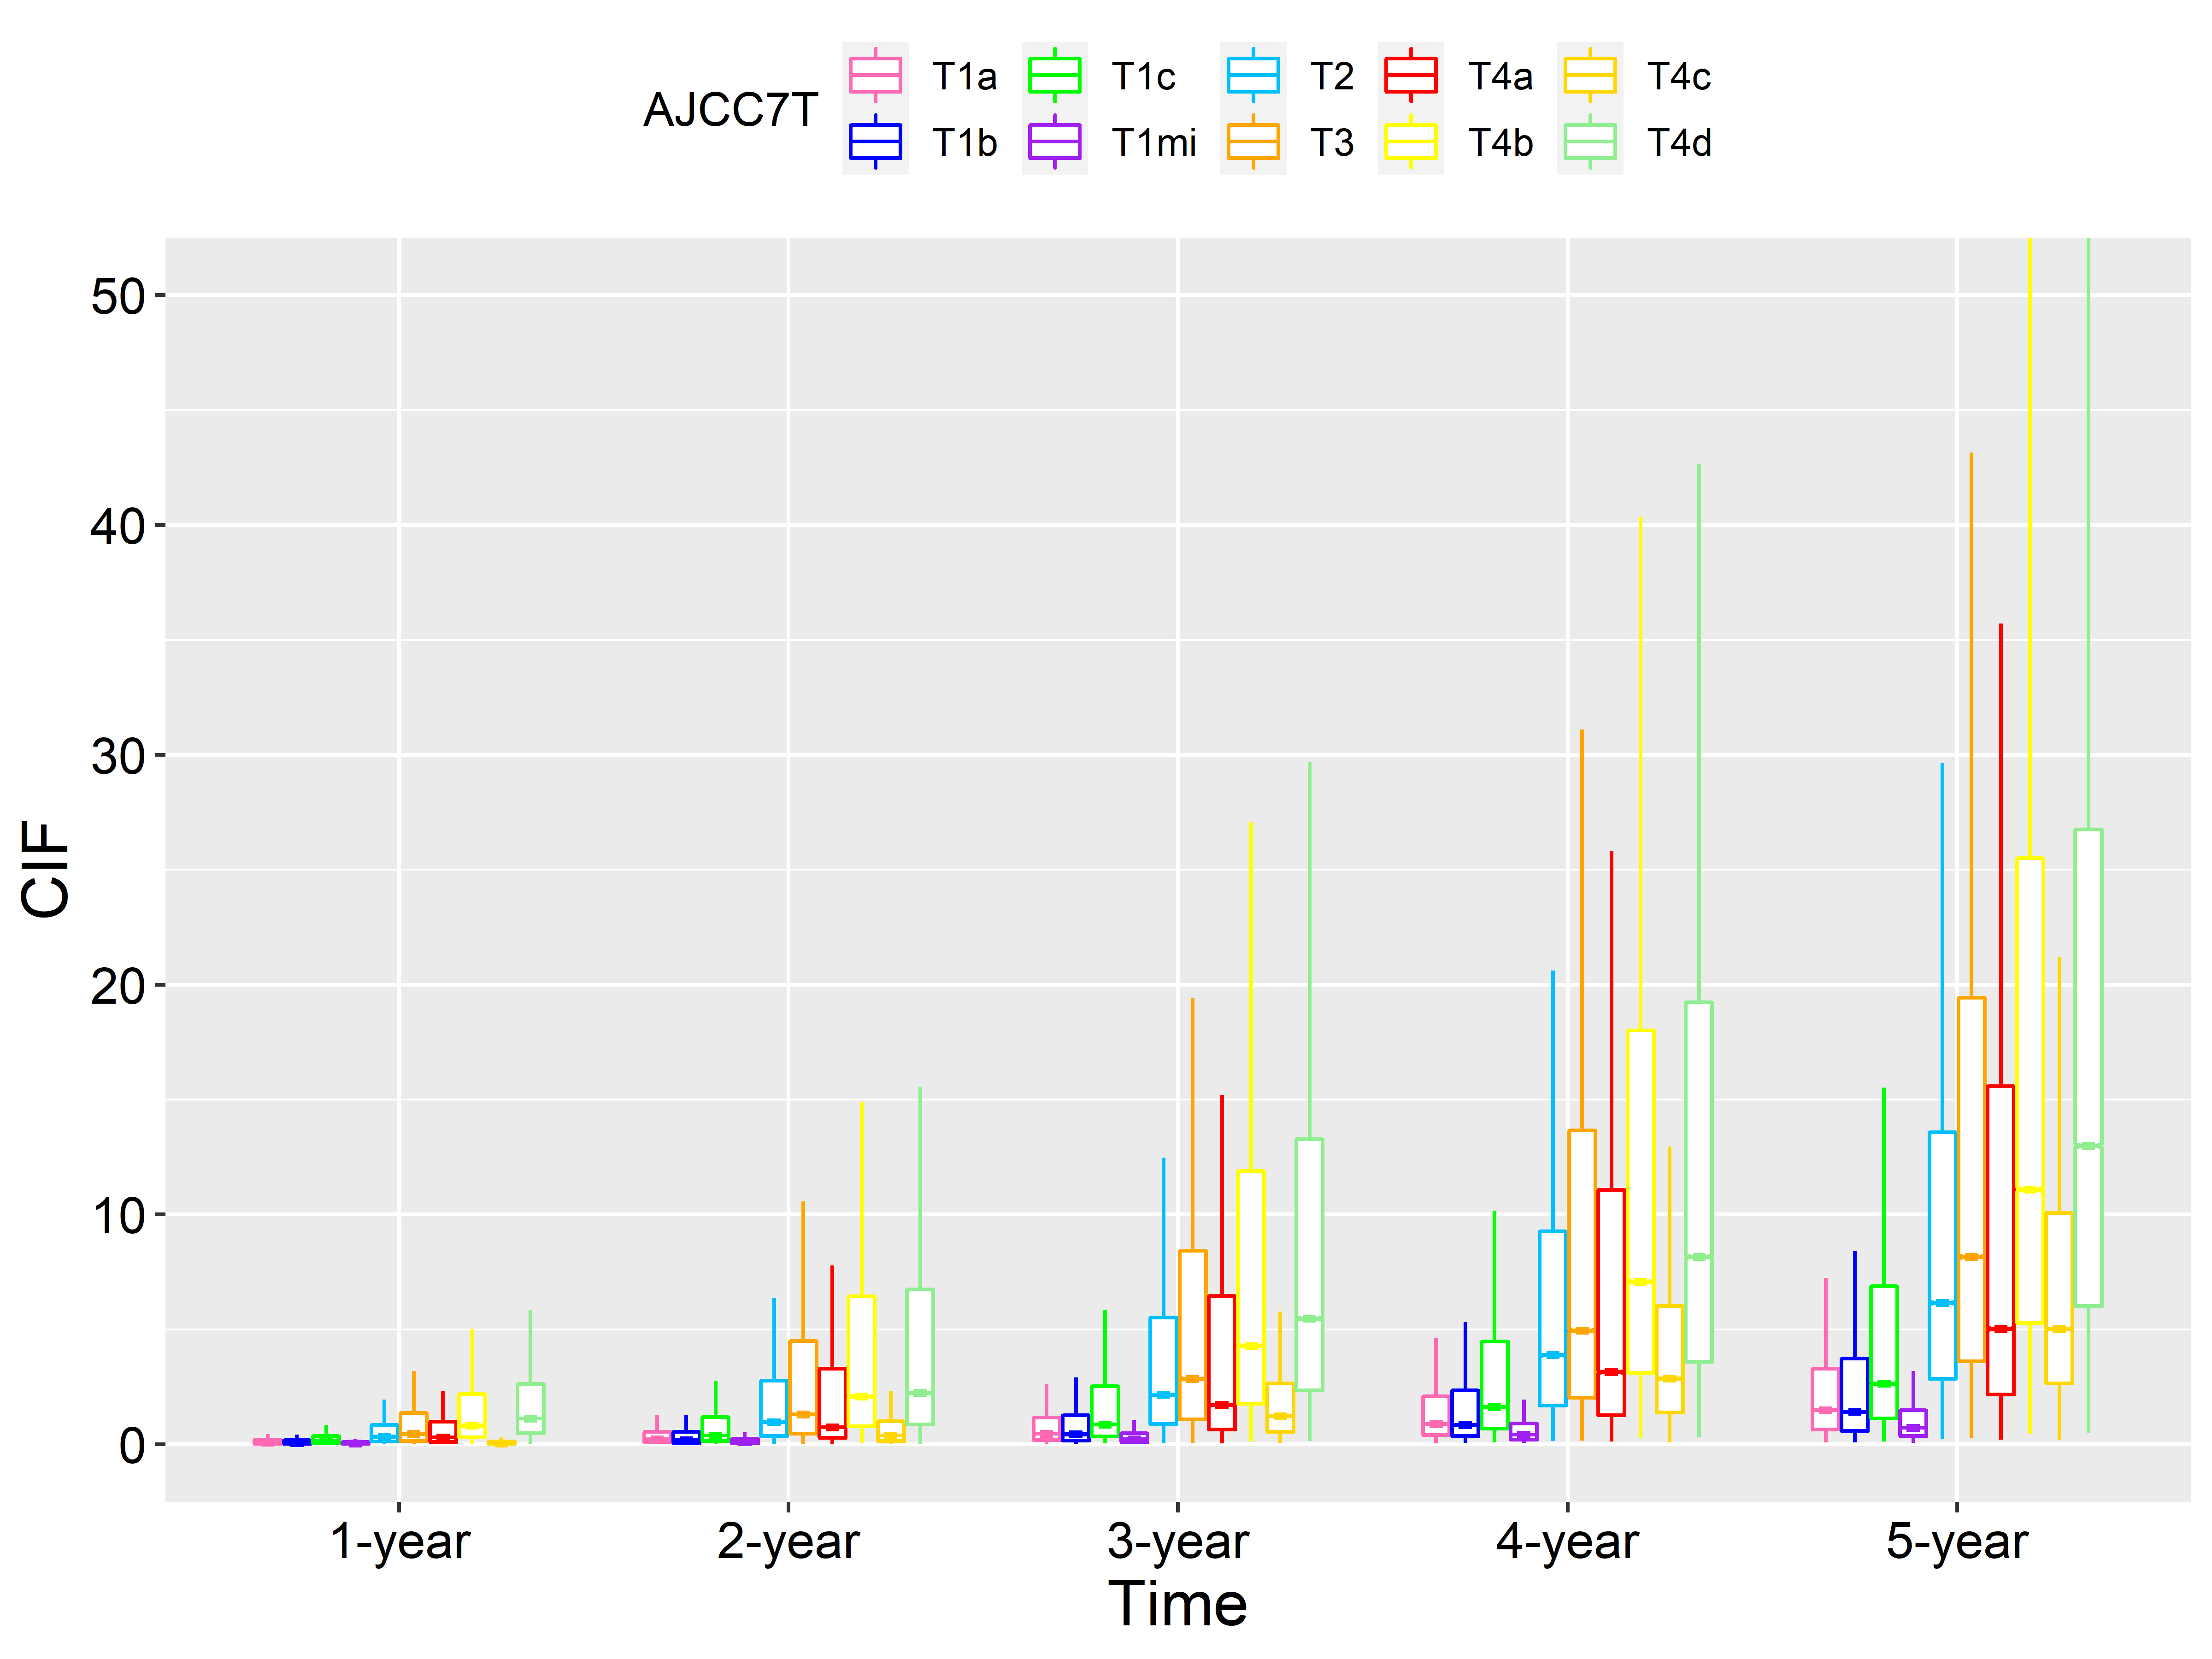 AJCC7T
T1a T1c T2 T4a T4c
T1b T1mi T3 T4b T4d
CIF
50
40
30
20
10
0
1-year 2-year 3-year 4-year 5-year
Time